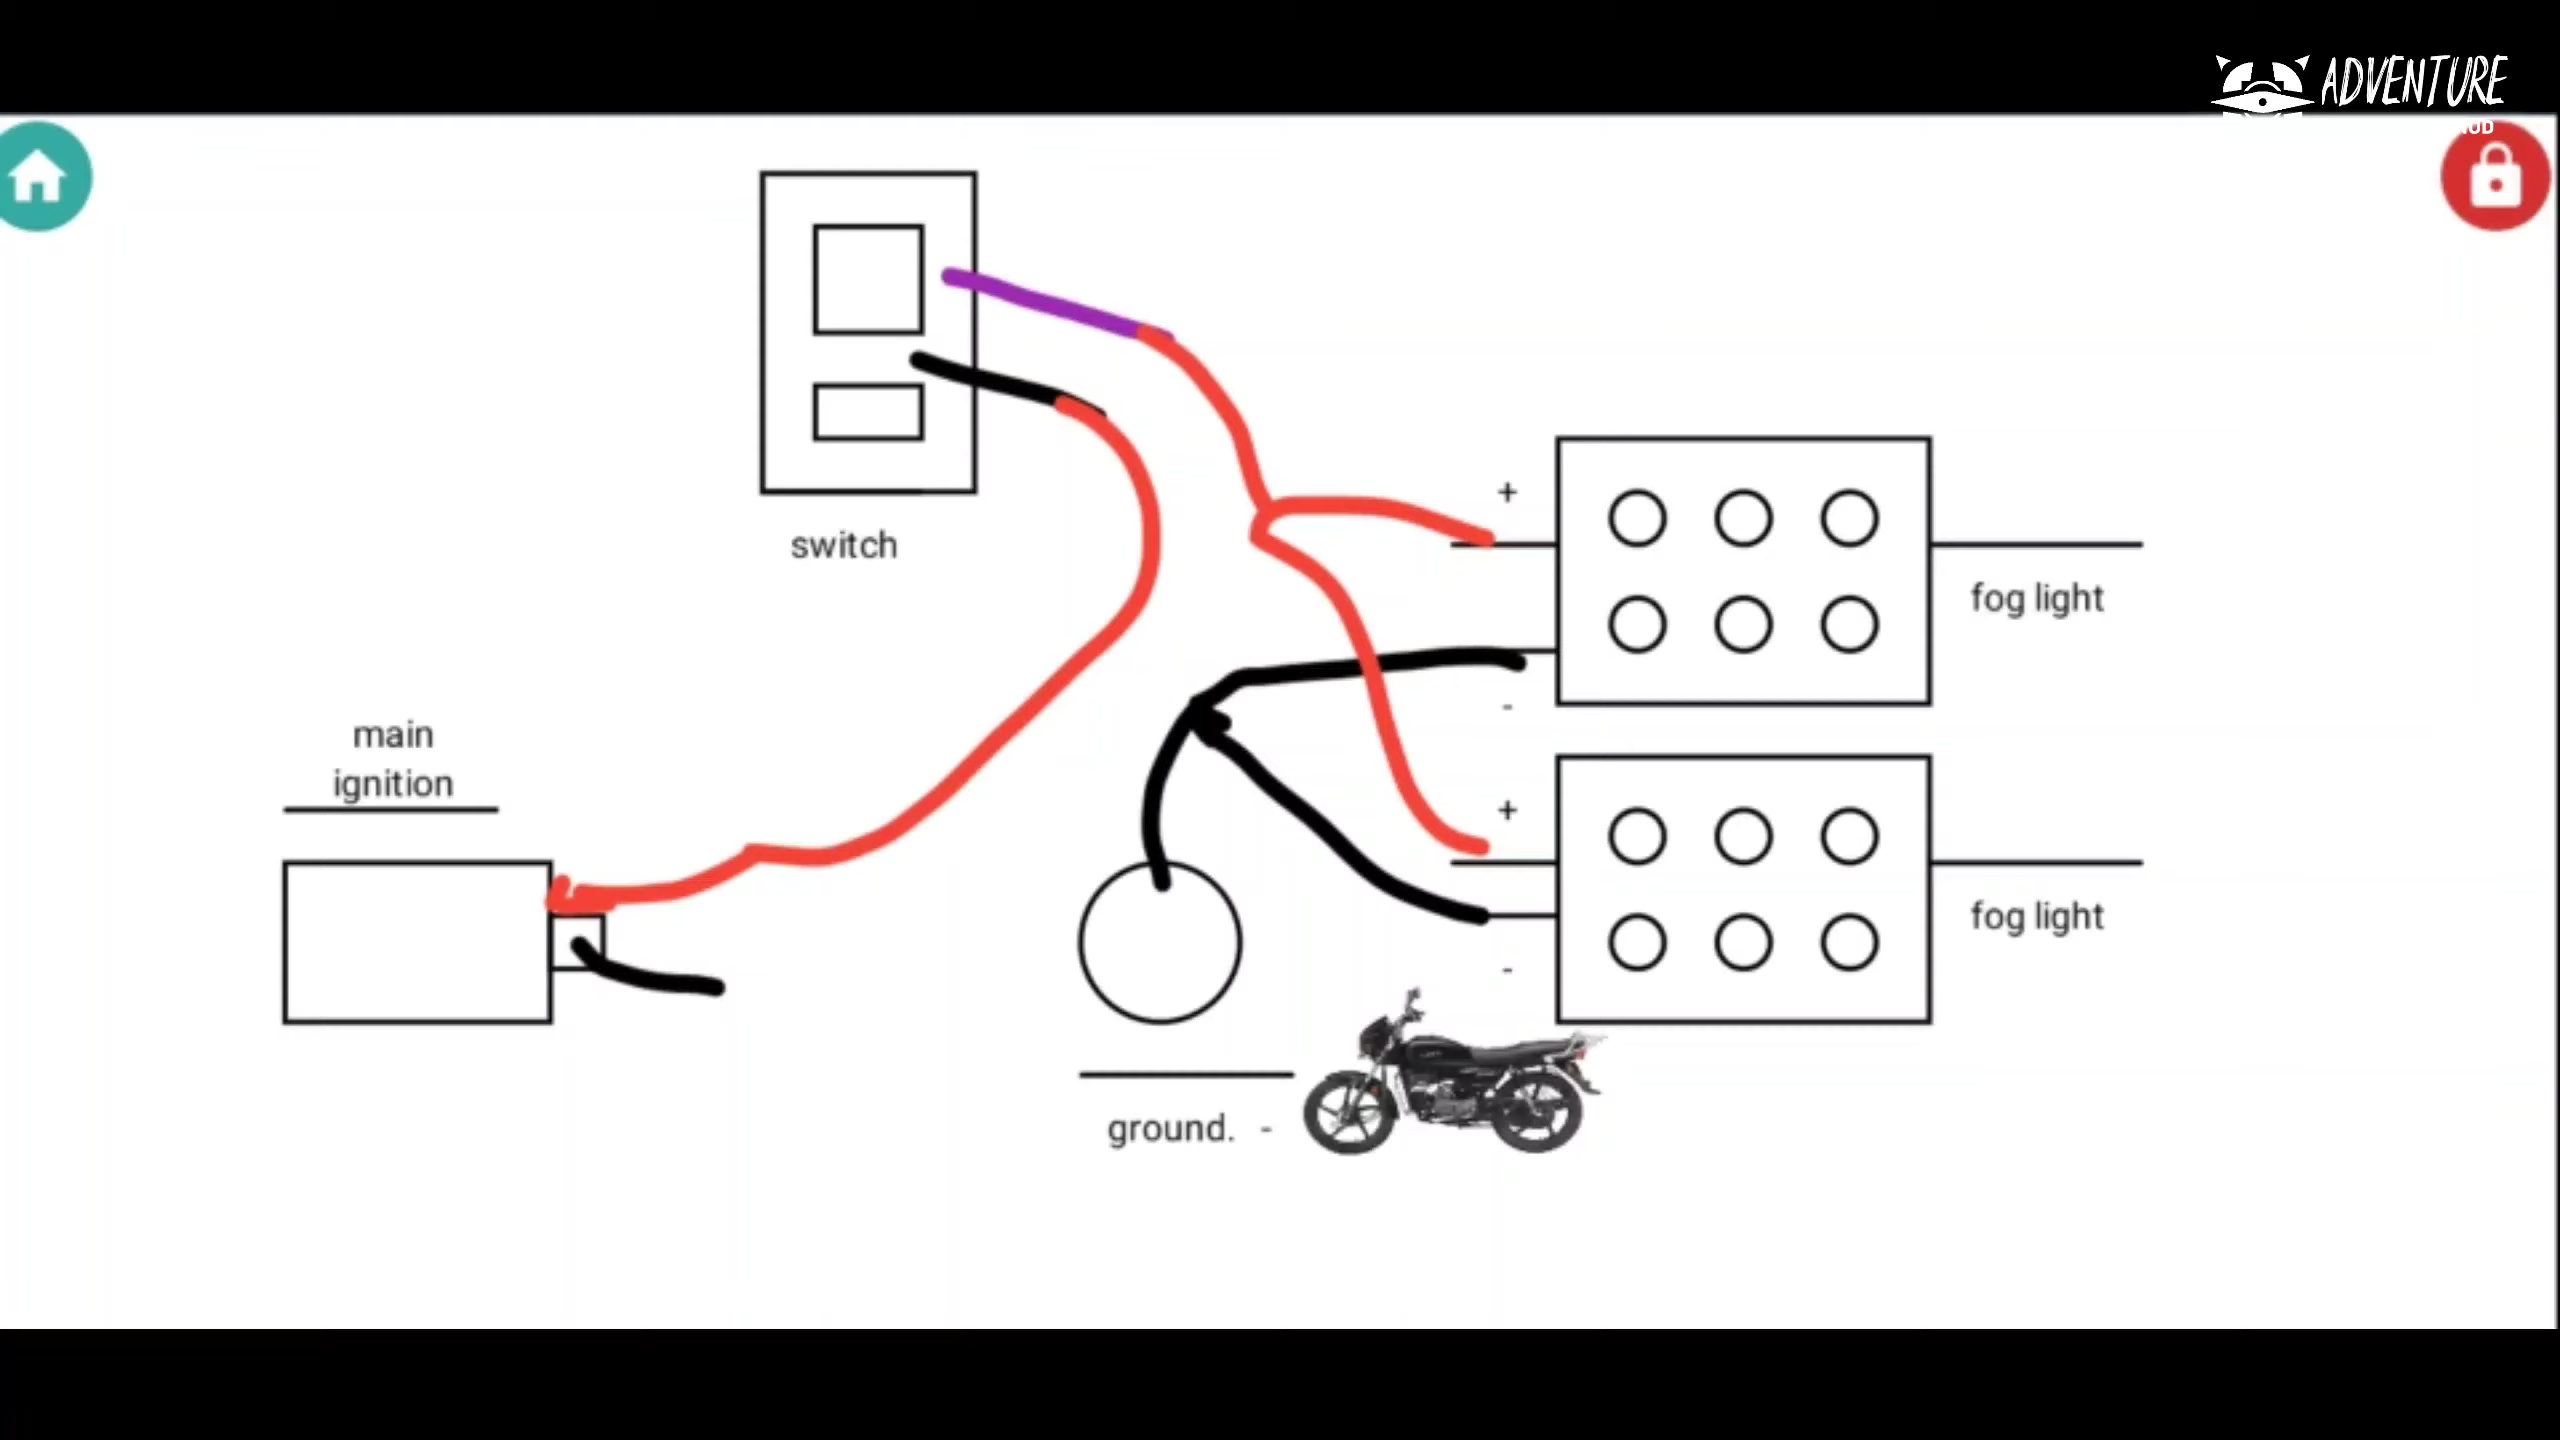 ADVENTURE
switch
+
fog light
-
main
ignition
+
fog light
-
ground. -